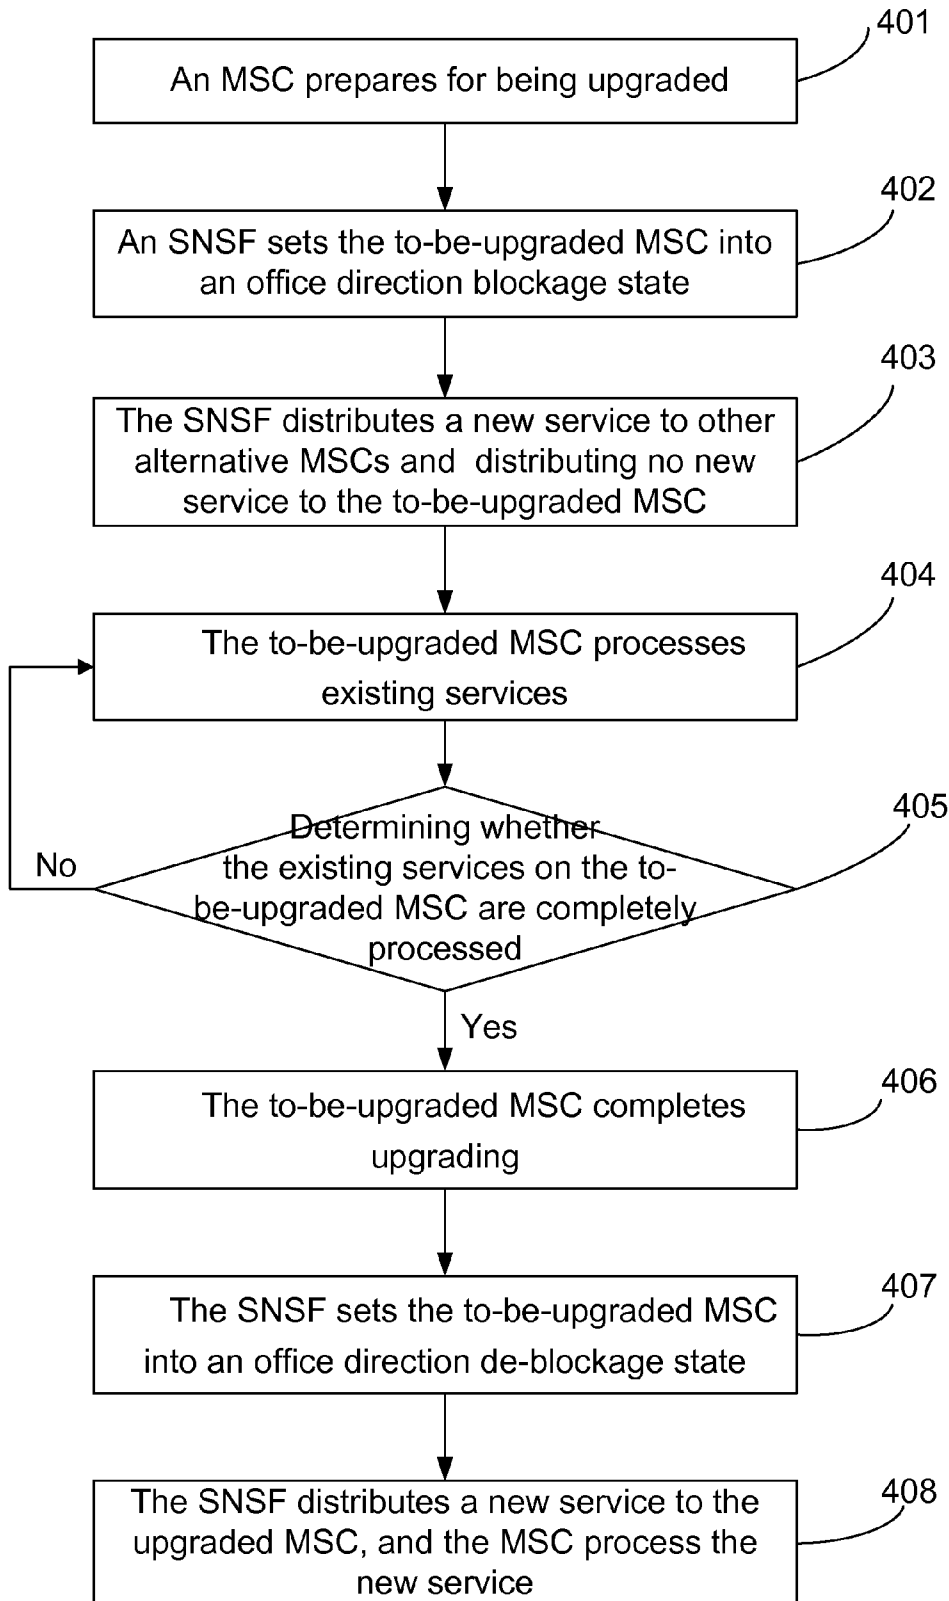 401
An MSC prepares for being upgraded
402
An SNSF sets the to-be-upgraded MSC into
an office direction blockage state
403
The SNSF distributes a new service to other
alternative MSCs and distributing no new
service to the to-be-upgraded MSC
404
The to-be-upgraded MSC processes
existing services
405
Determining whether
the existing services on the to-
be-upgraded MSC are completely
processed
No
Yes
406
The to-be-upgraded MSC completes
upgrading
407
The SNSF sets the to-be-upgraded MSC
into an office direction de-blockage state
408
The SNSF distributes a new service to the
upgraded MSC, and the MSC process the
new service